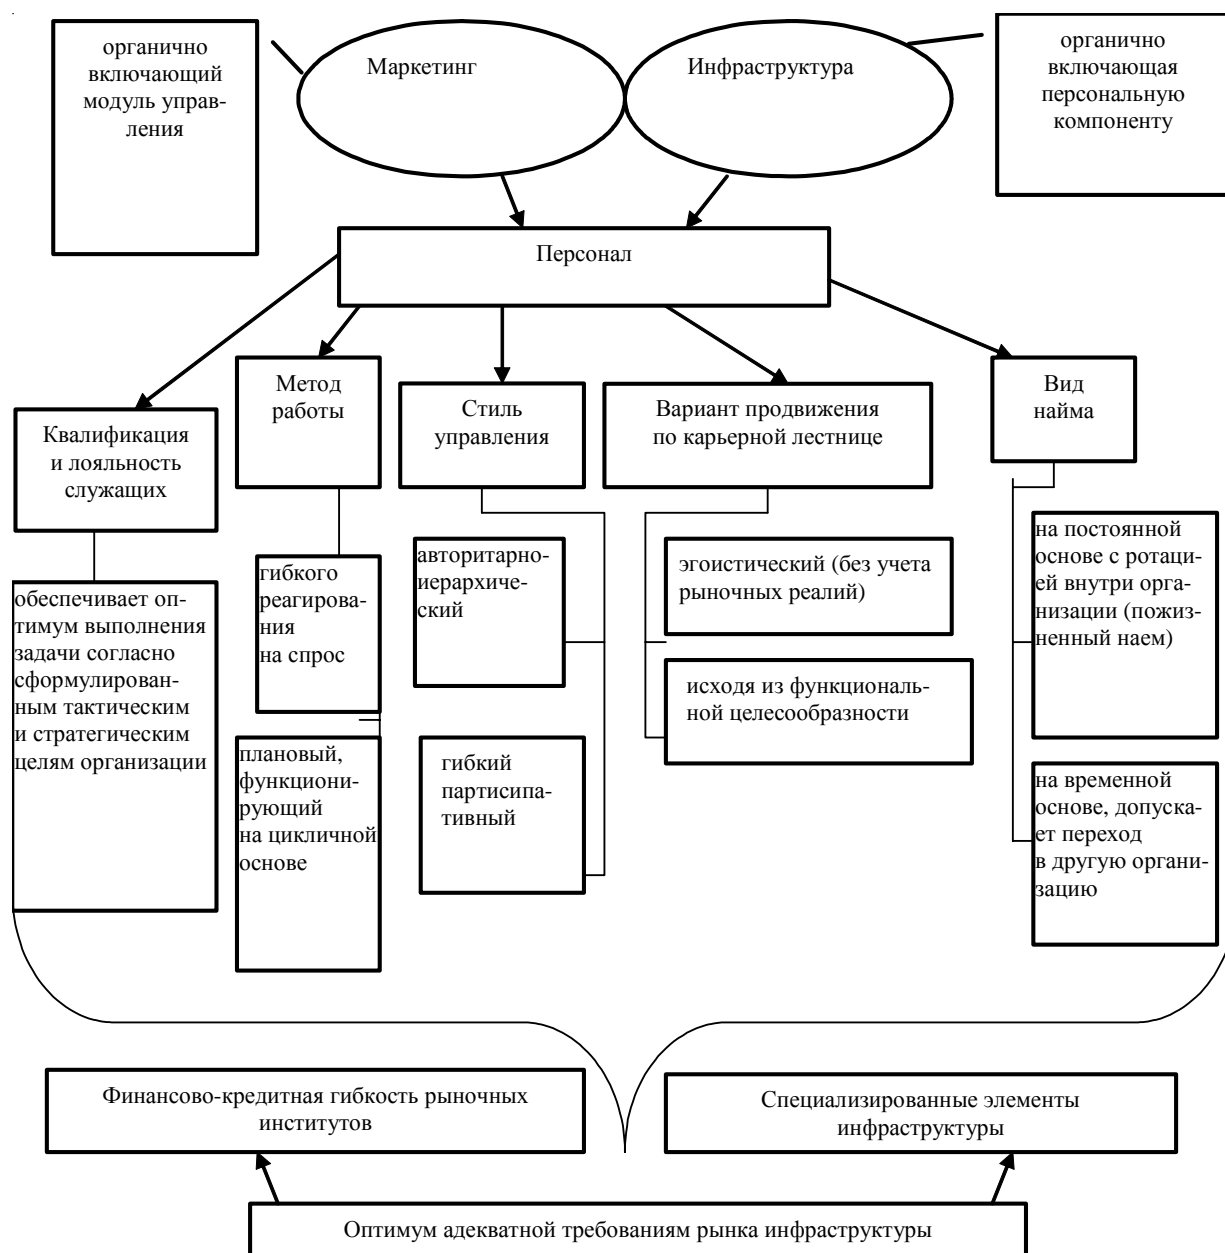 органично
включающий
модуль управ-
ления
Маркетинг
Инфраструктура
органично
включающая
персональную
компоненту
Персонал
Квалификация
и лояльность
служащих
Метод
работы
Стиль
управления
Вариант продвижения
по карьерной лестнице
Вид
найма
обеспечивает оп-
тимум выполнения
задачи согласно
сформулирован-
ным тактическим
и стратегическим
целям организации
гибкого
реагирова-
ния
на спрос
плановый,
функциони-
рующий
на цикличной
основе
авторитарно-
иерархиче-
ский
гибкий
партисипа-
тивный
эгоистический (без учета
рыночных реалий)
исходя из функциональ-
ной целесообразности
на постоянной
основе с ротаци-
ей внутри орга-
низации (пожиз-
ненный наем)
на временной
основе, допуска-
ет переход
в другую органи-
зацию
Финансово-кредитная гибкость рыночных
институтов
Специализированные элементы
инфраструктуры
Оптимум адекватной требованиям рынка инфраструктуры